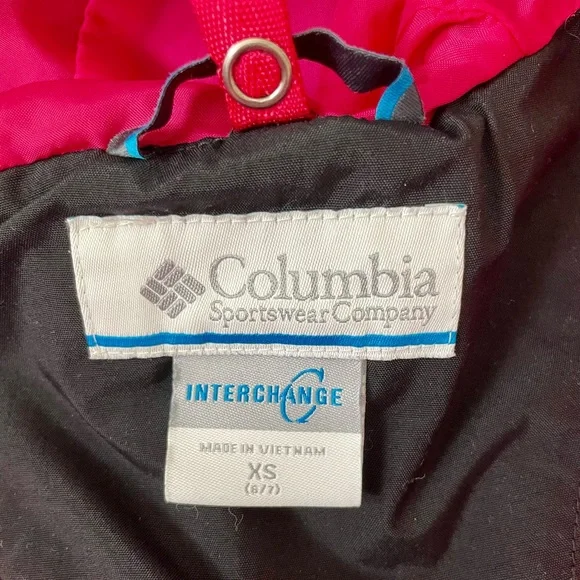 Columbia
Sportswear Company
INTERCHANGE
MADE IN VIETNAM
XS
(6/7)